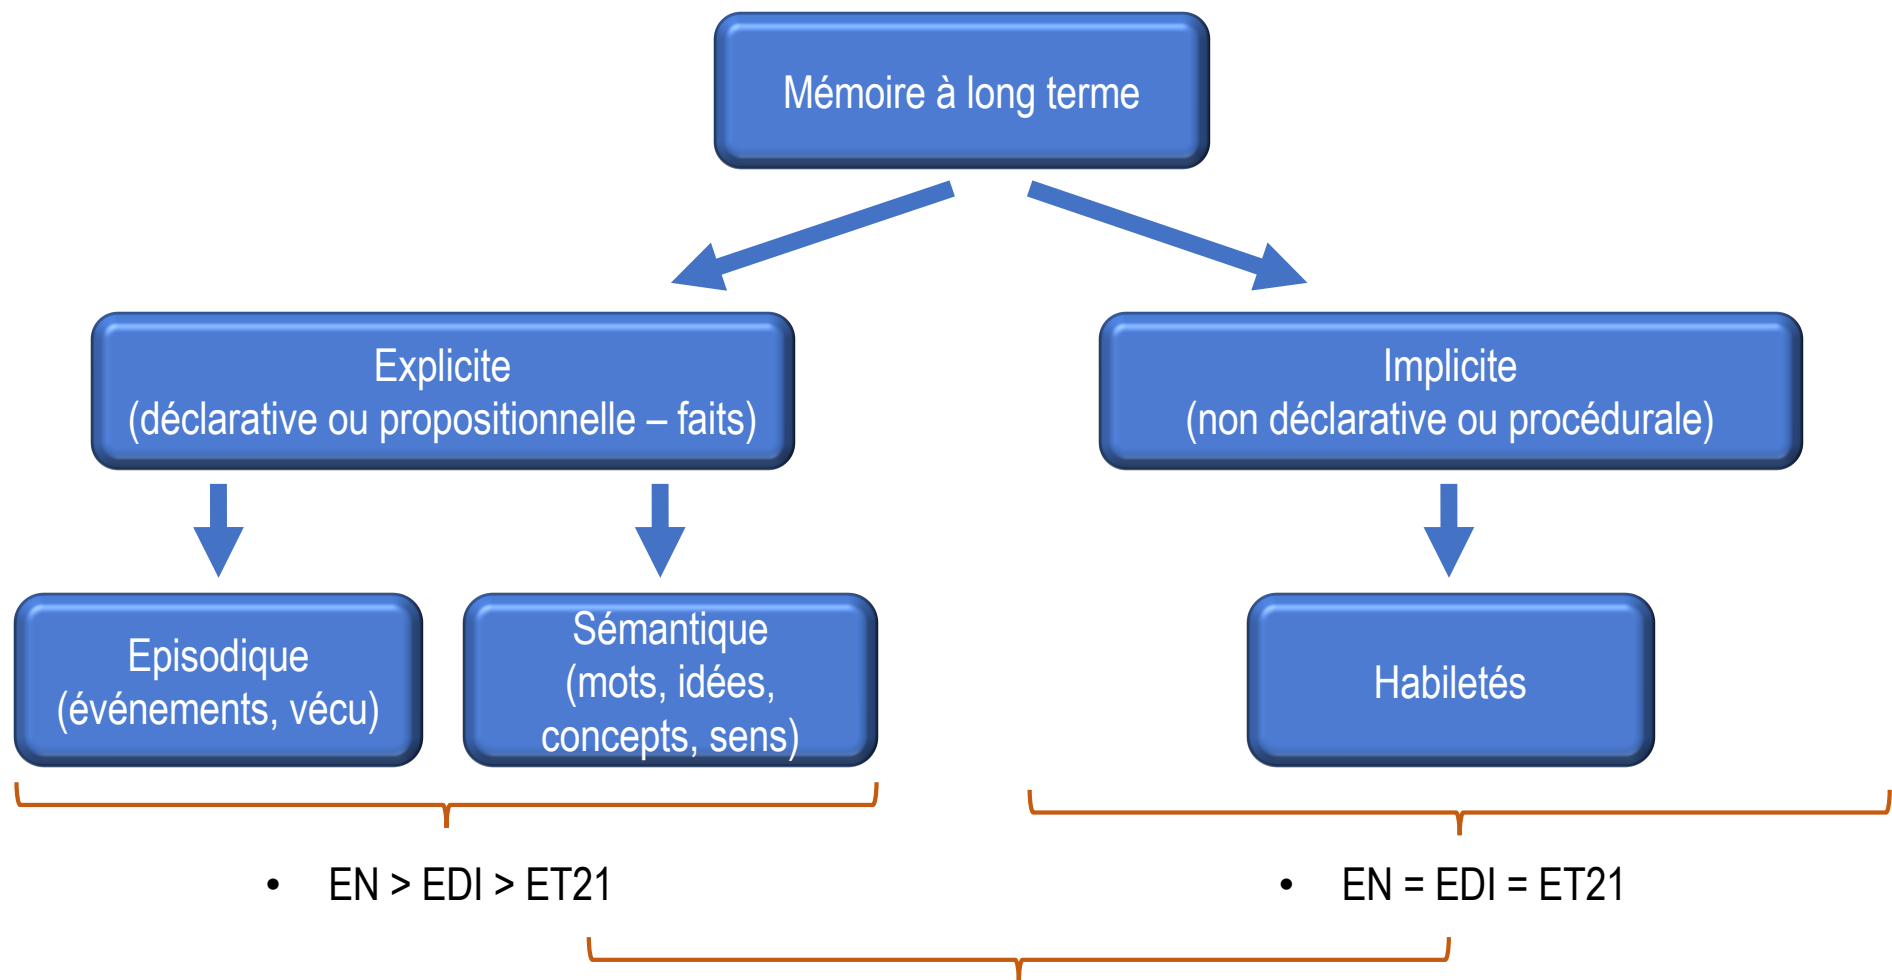 Mémoire à long terme
Explicite
(déclarative ou propositionnelle – faits)
Implicite
(non déclarative ou procédurale)
Episodique
(événements, vécu)
Sémantique
(mots, idées,
concepts, sens)
Habiletés
• EN > EDI > ET21
• EN = EDI = ET21